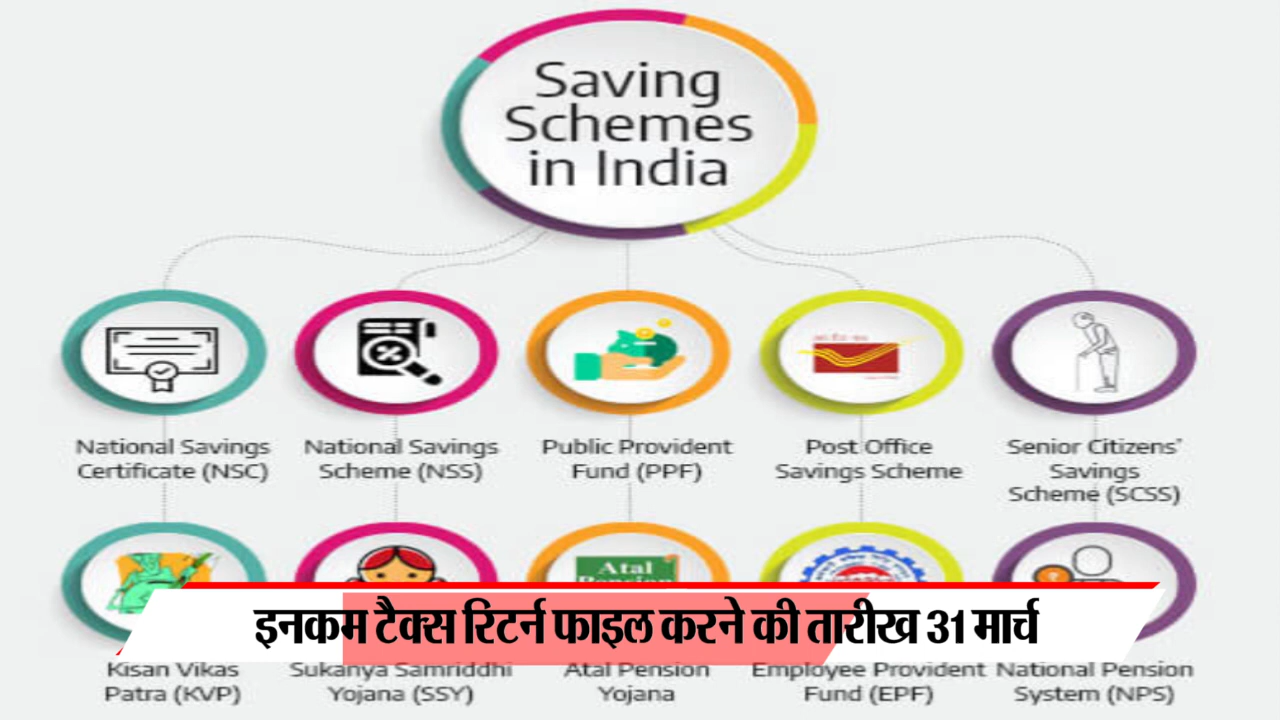 Saving
Schemes
in India
National Savings
Certificate (NSC)
National Savings
Scheme (NSS)
Public Provident
Fund (PPF)
Post Office
Savings Scheme
Senior Citizens'
Savings
Scheme (SCSS)
Atal
Pension
इनकम टैक्स रिटर्न फाइल करने की तारीख 31 मार्च
Kisan Vikas
Patra (KVP)
Sukanya Samriddhi
Yojana (SSY)
Atal Pension
Yojana
Employee Provident
Fund (EPF)
National Pension
System (NPS)